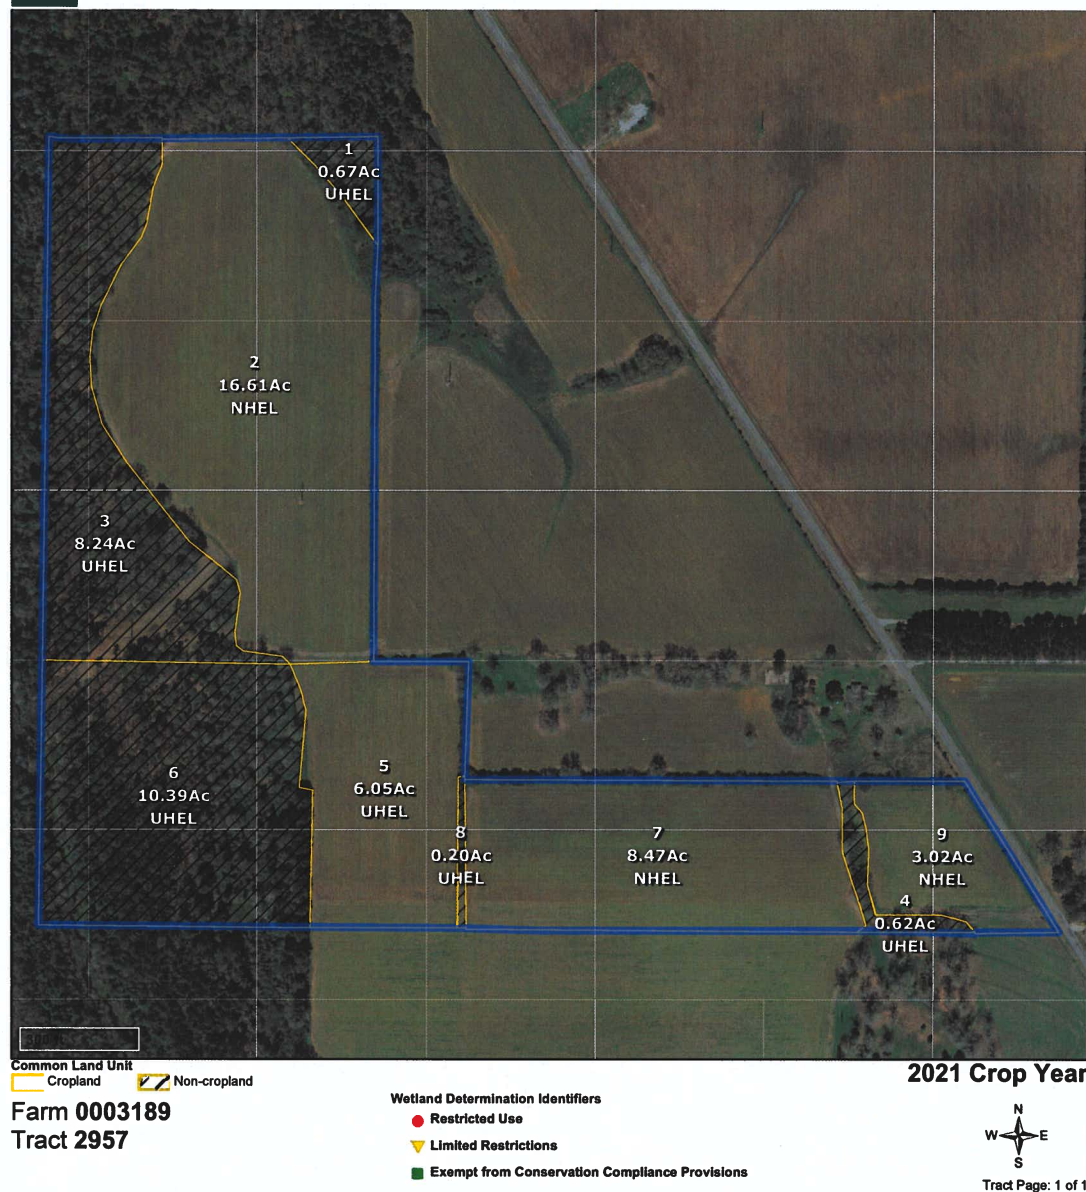 1
0.67Ac
UHEL
2
16.61Ac
NHEL
3
8.24Ac
UHEL
5
6.05Ac
UHEL
6
10.39Ac
UHEL
8
0.20Ac
UHEL
7
8.47Ac
NHEL
9
3.02Ac
NHEL
4
0.62Ac
UHEL
Common Land Unit
Cropland Non-cropland
Farm 0003189
Tract 2957
Wetland Determination Identifiers
Restricted Use
Limited Restrictions
Exempt from Conservation Compliance Provisions
2021 Crop Year
N
W E
S
Tract Page: 1 of 1